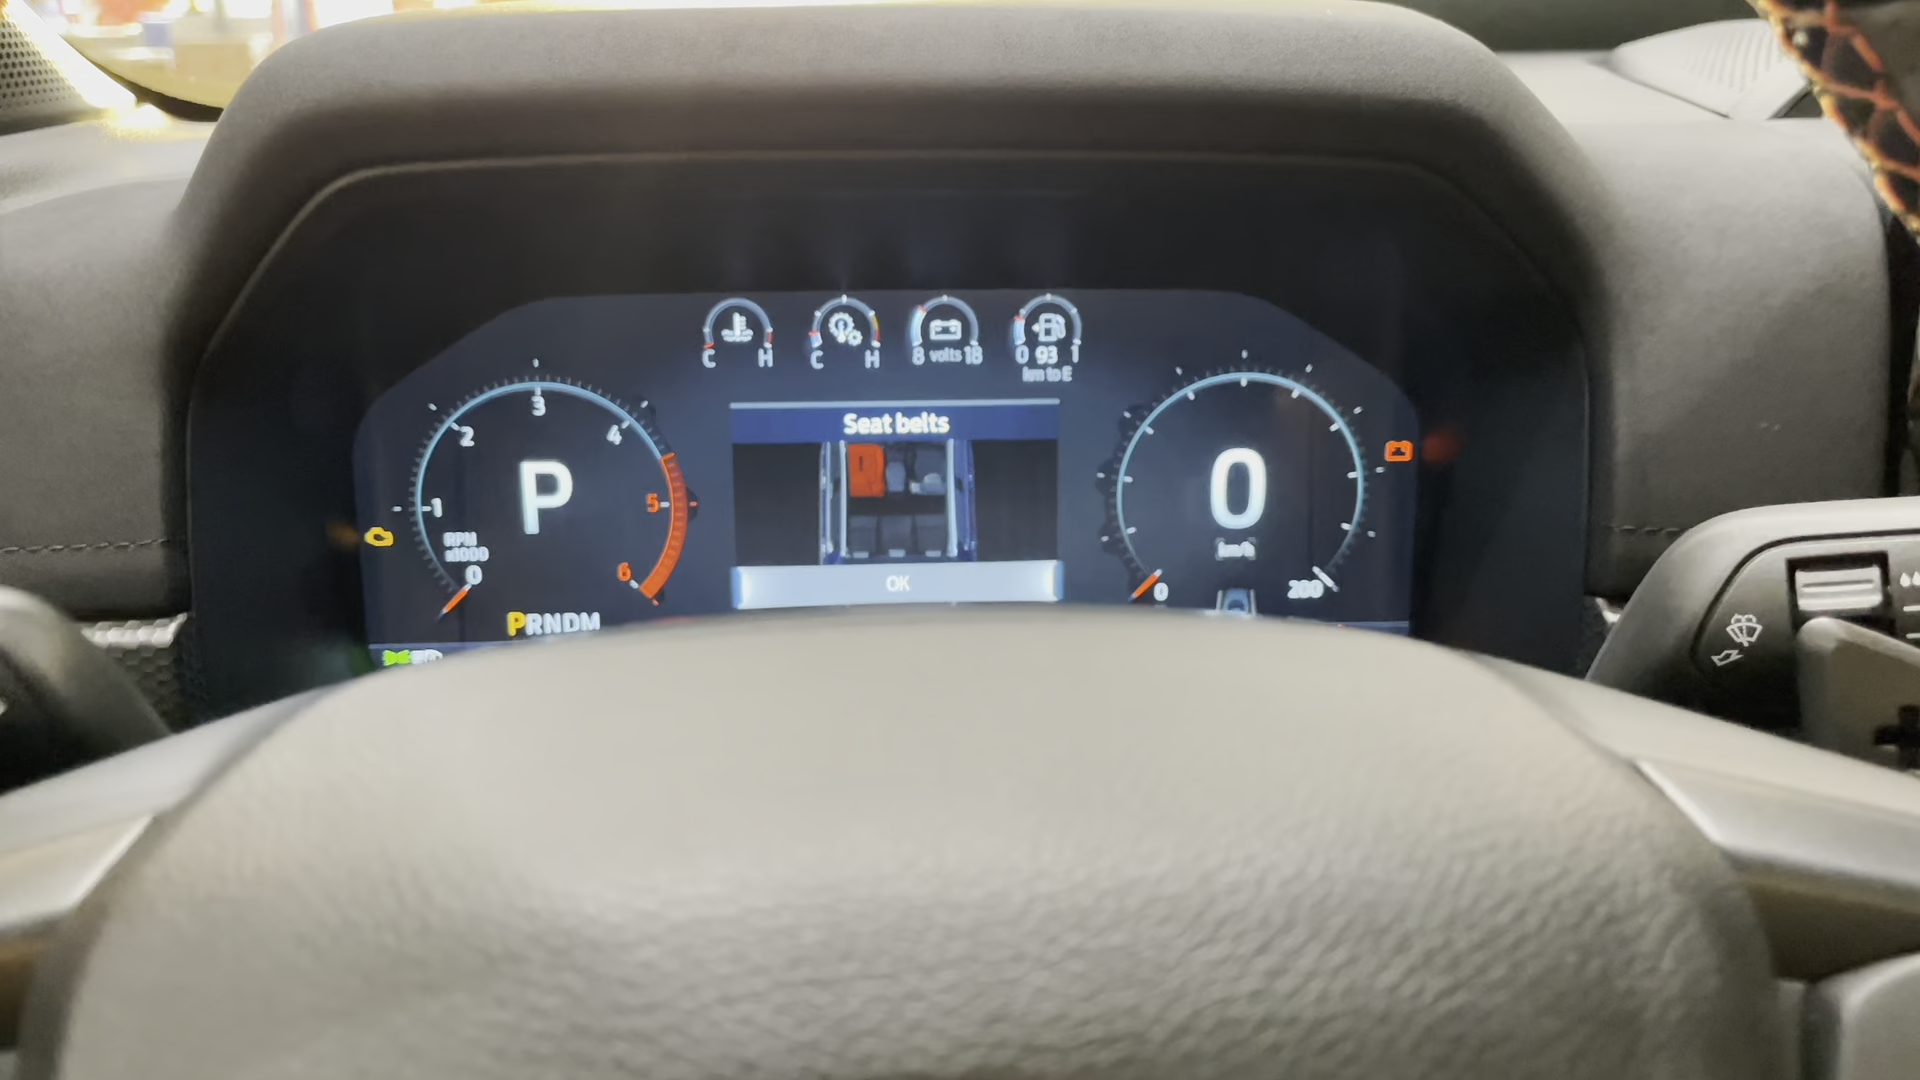 C H
C H
8 volts 18
0 93 1
km to E
Seat belts
OK
P
0
1
2
3
4
5
6
RPM
x1000
PRNDM
0
km/h
0
200